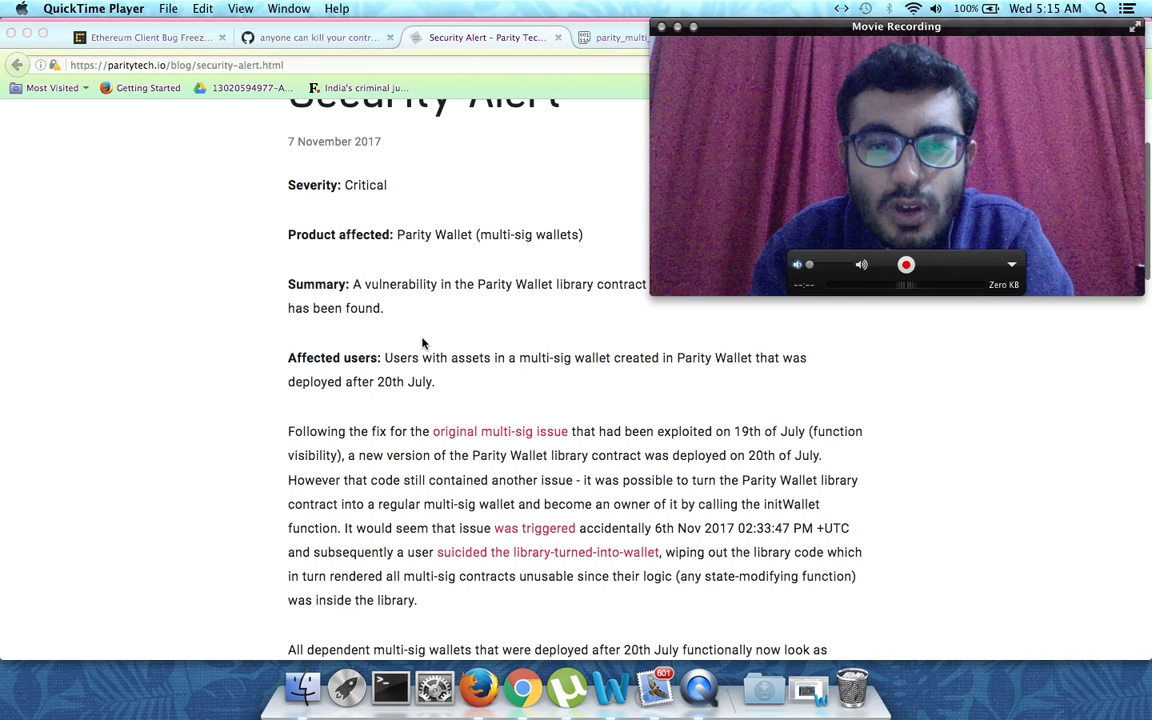 QuickTime Player File Edit View Window Help 100% Wed 5:15 AM
Ethereum Client Bug Freez... × anyone can kill your contr... × Security Alert – Parity Tec... × parity_multi
Movie Recording
https://paritytech.io/blog/security-alert.html
Most Visited Getting Started 13020594977-A... F. India's criminal ju...
Security Alert
7 November 2017
Severity: Critical
Product affected: Parity Wallet (multi-sig wallets)
Summary: A vulnerability in the Parity Wallet library contract
has been found.
--:-- Zero KB
Affected users: Users with assets in a multi-sig wallet created in Parity Wallet that was
deployed after 20th July.
Following the fix for the original multi-sig issue that had been exploited on 19th of July (function
visibility), a new version of the Parity Wallet library contract was deployed on 20th of July.
However that code still contained another issue - it was possible to turn the Parity Wallet library
contract into a regular multi-sig wallet and become an owner of it by calling the initWallet
function. It would seem that issue was triggered accidentally 6th Nov 2017 02:33:47 PM +UTC
and subsequently a user suicided the library-turned-into-wallet, wiping out the library code which
in turn rendered all multi-sig contracts unusable since their logic (any state-modifying function)
was inside the library.
All dependent multi-sig wallets that were deployed after 20th July functionally now look as
601